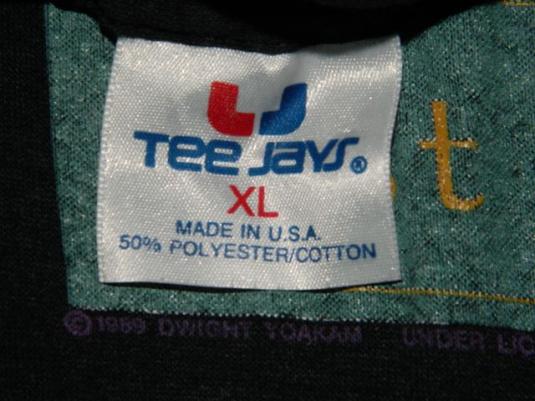 Tee Jays®
XL
MADE IN U.S.A.
50% POLYESTER/COTTON
t
© 1989 DWIGHT YOAKAM UNDER LIC